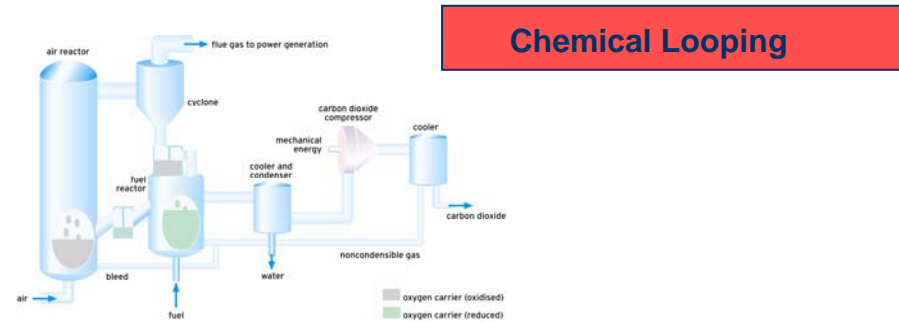 Chemical Looping
flue gas to power generation
air reactor
cyclone
carbon dioxide
compressor
cooler
mechanical
energy
cooler and
condenser
fuel
reactor
carbon dioxide
noncondensible gas
bleed
water
air
fuel
oxygen carrier (oxidised)
oxygen carrier (reduced)